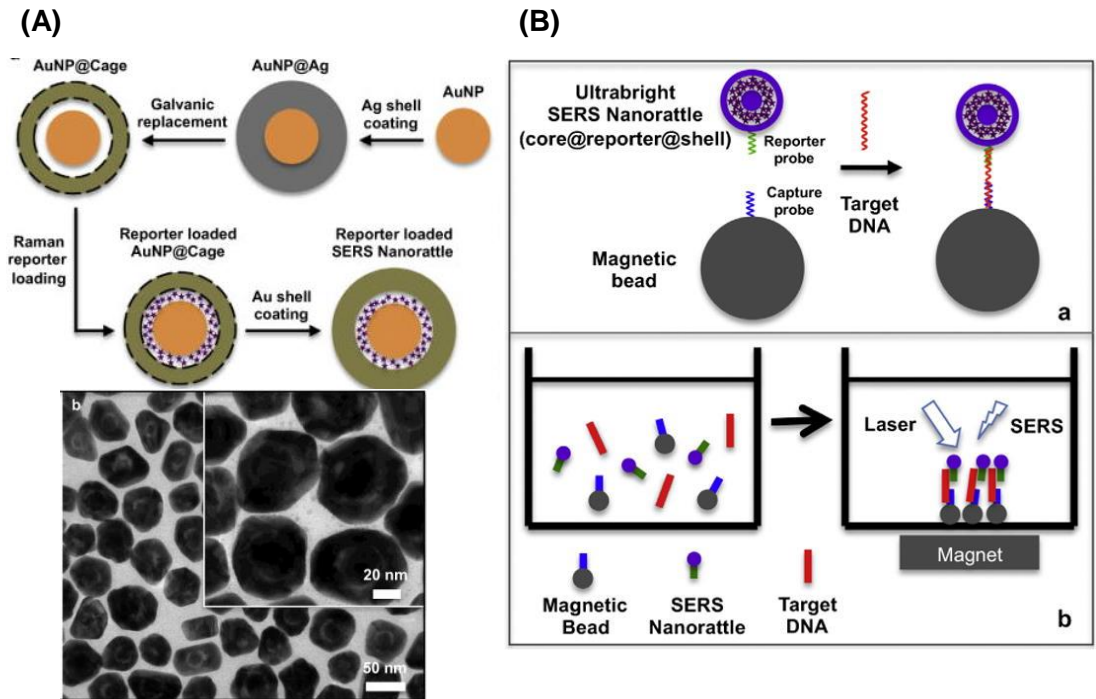 (A)
AuNP@Cage
AuNP@Ag
AuNP
Galvanic
replacement
Ag shell
coating
Raman
reporter
loading
Reporter loaded
AuNP@Cage
Au shell
coating
Reporter loaded
SERS Nanorattle
b
20 nm
50 nm
(B)
Ultrabright
SERS Nanorattle
(core@reporter@shell)
Reporter
probe
Capture
probe
Target
DNA
Magnetic
bead
a
Laser
SERS
Magnet
Magnetic
Bead
SERS
Nanorattle
Target
DNA
b